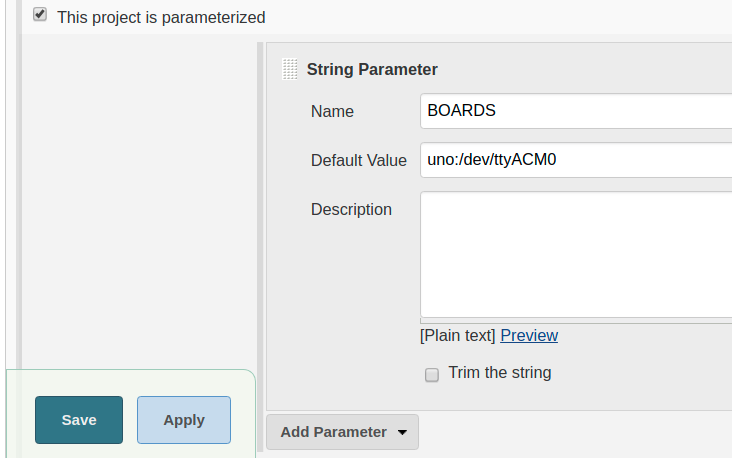 This project is parameterized
String Parameter
Name
BOARDS
Default Value
uno:/dev/ttyACM0
Description
[Plain text] Preview
Trim the string
Save
Apply
Add Parameter